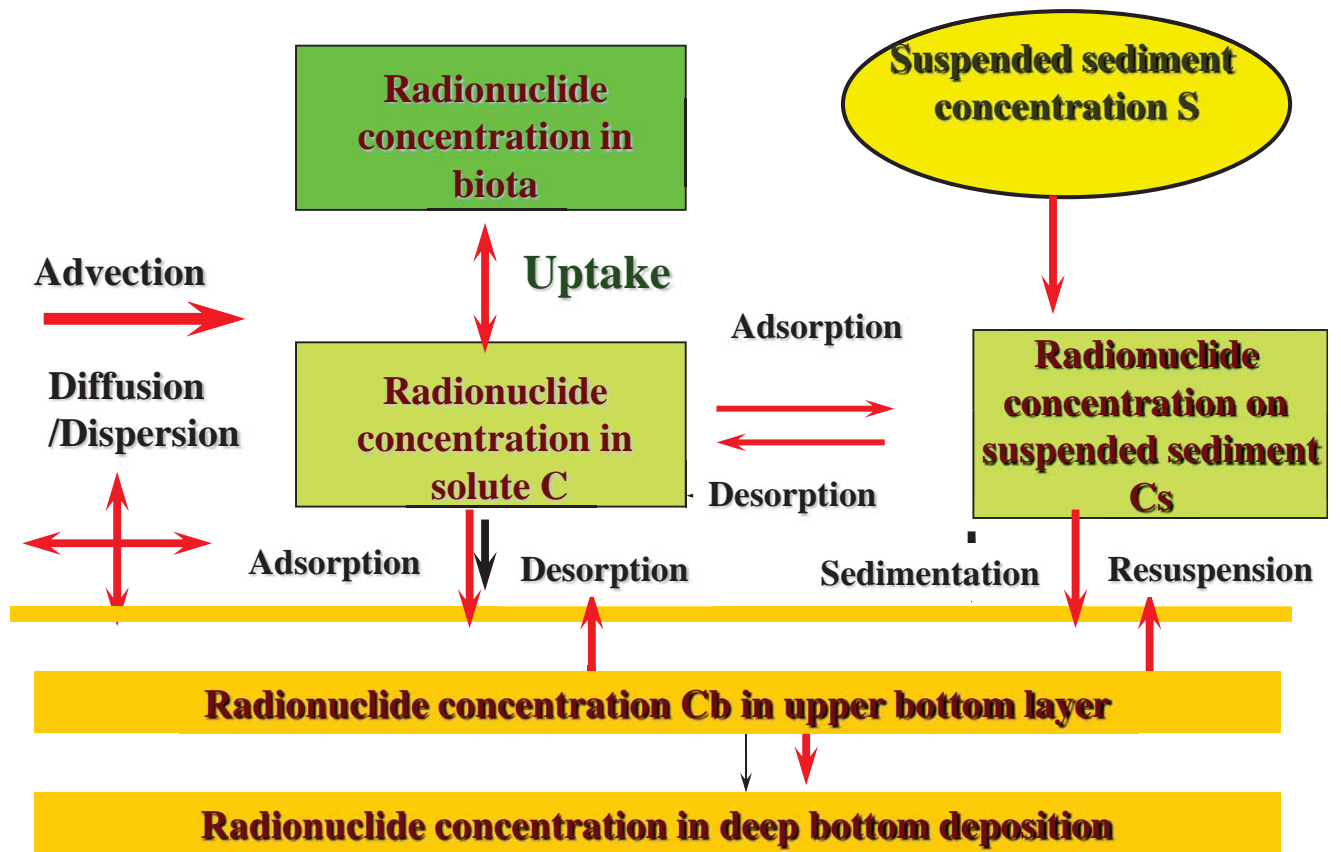 Radionuclide
concentration in
biota
Suspended sediment
concentration S
Advection
Uptake
Diffusion
/Dispersion
Radionuclide
concentration in
solute C
Adsorption
Desorption
Radionuclide
concentration on
suspended sediment
Cs
Adsorption
Desorption
Sedimentation
Resuspension
Radionuclide concentration Cb in upper bottom layer
Radionuclide concentration in deep bottom deposition